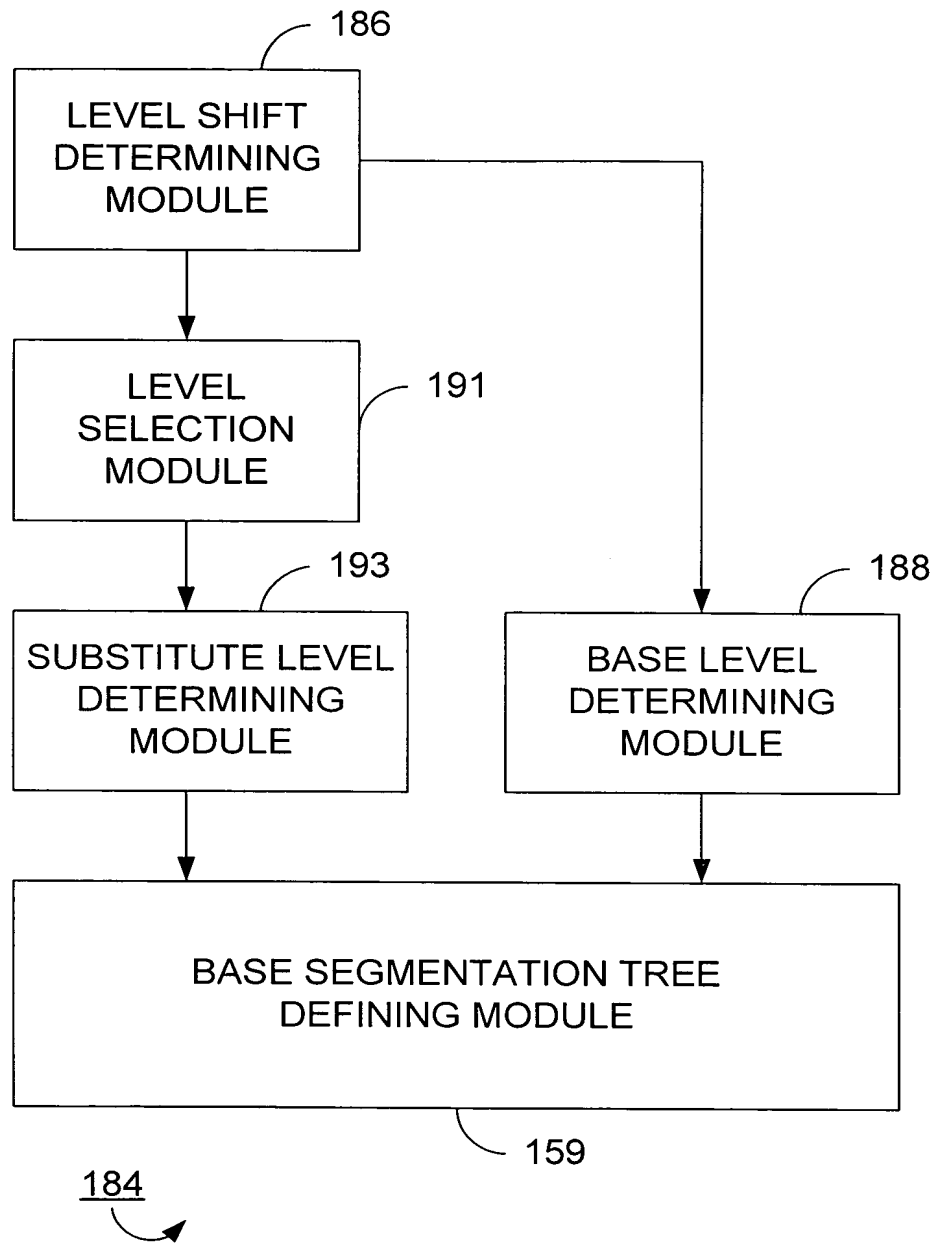 186
LEVEL SHIFT
DETERMINING
MODULE
LEVEL
SELECTION
MODULE
191
193
188
SUBSTITUTE LEVEL
DETERMINING
MODULE
BASE LEVEL
DETERMINING
MODULE
BASE SEGMENTATION TREE
DEFINING MODULE
159
184